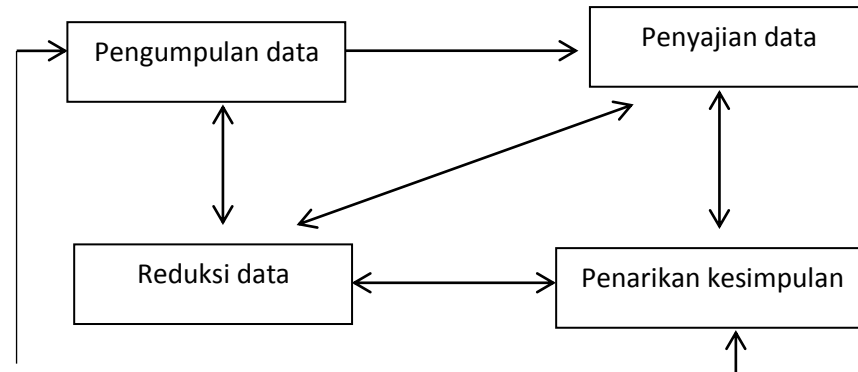 Pengumpulan data
Penyajian data
Reduksi data
Penarikan kesimpulan